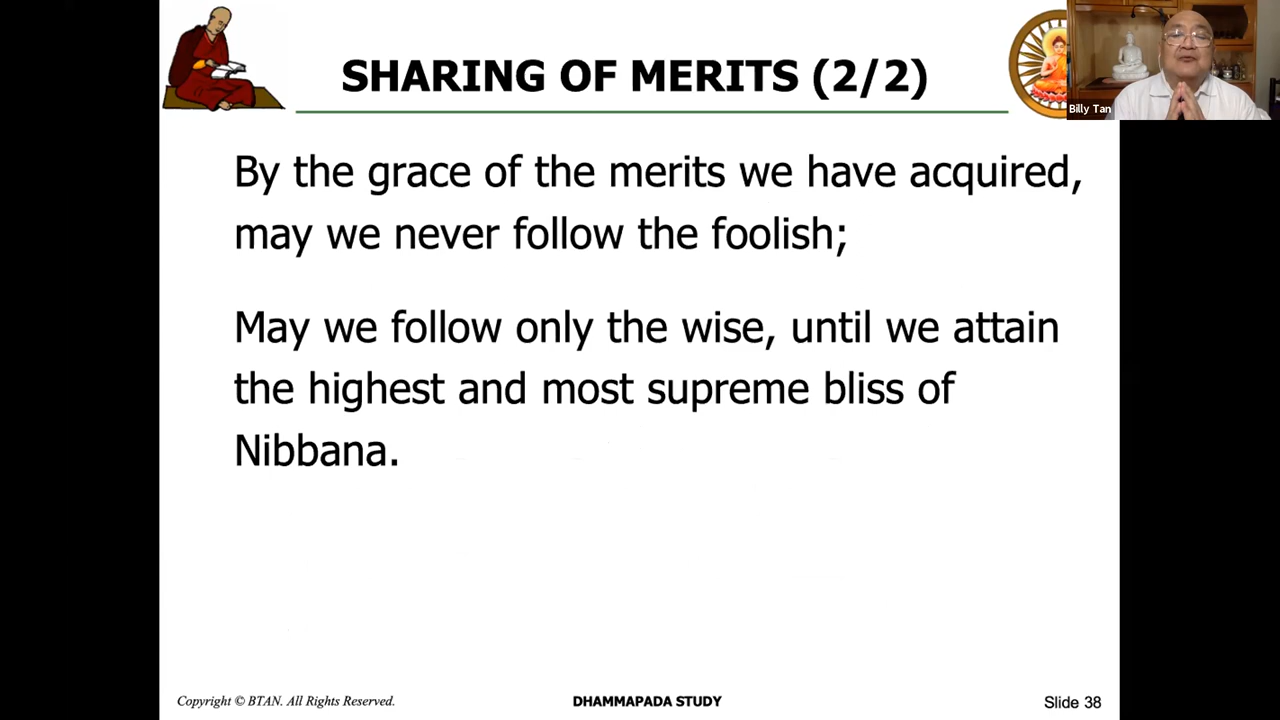 SHARING OF MERITS (2/2)
Billy Tan
By the grace of the merits we have acquired,
may we never follow the foolish;
May we follow only the wise, until we attain
the highest and most supreme bliss of
Nibbana.
Copyright © BTAN. All Rights Reserved.
DHAMMAPADA STUDY
Slide 38